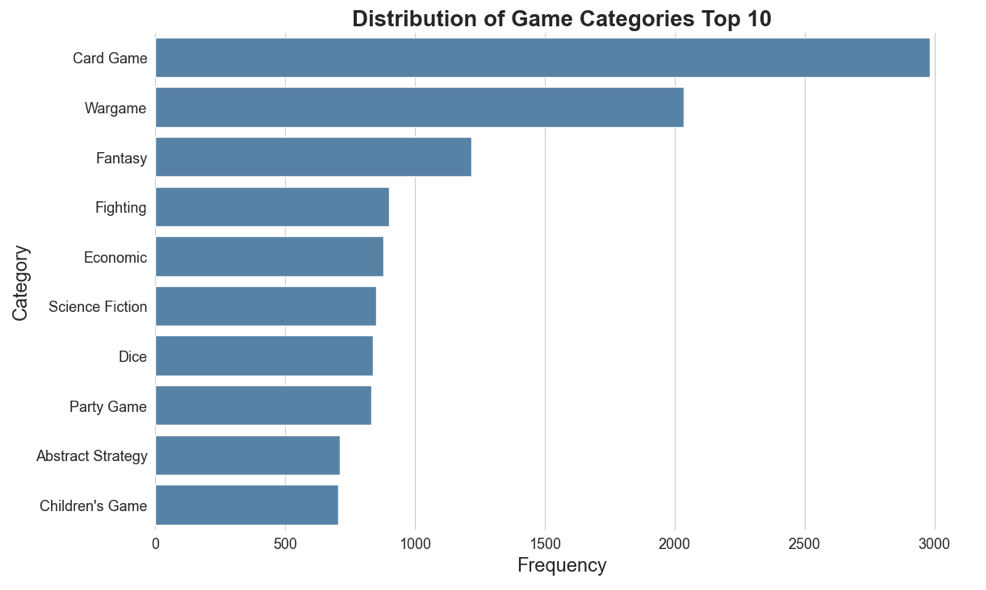 Distribution of Game Categories Top 10
Category
Card Game
Wargame
Fantasy
Fighting
Economic
Science Fiction
Dice
Party Game
Abstract Strategy
Children's Game
0 500 1000 1500 2000 2500 3000
Frequency